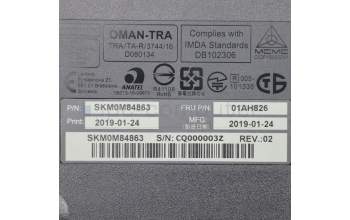 OMAN-TRA
TRA/TA-R/3744/16
D080134
Complies with
IMDA Standards
DB102306
ANATEL
MCMC
P/N: SKM0M84863
FRU P/N: 01AH826
Print: 2019-01-24
MFG: 2019-01-24
SKM0M84863 S/N: CQ000003Z REV.: 02